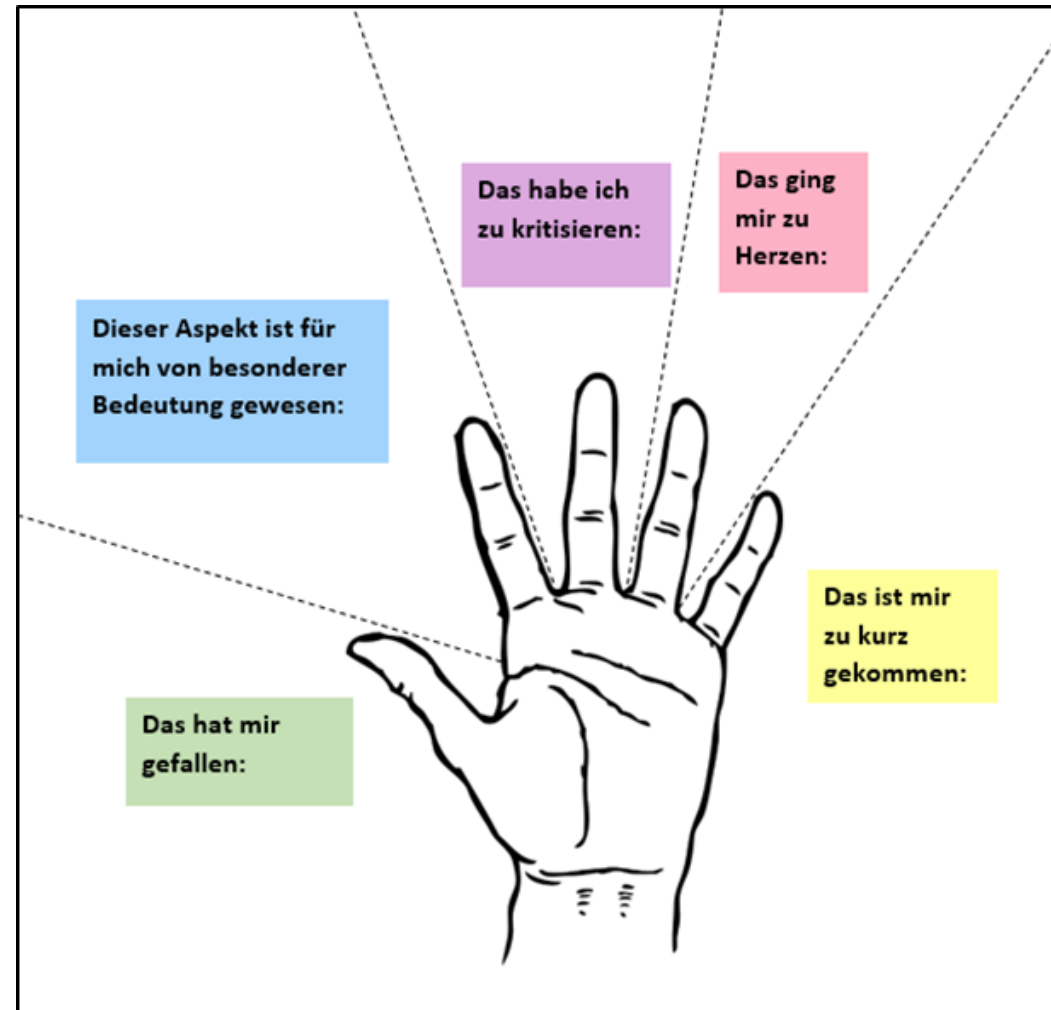 Das habe ich
zu kritisieren:
Das ging
mir zu
Herzen:
Dieser Aspekt ist für
mich von besonderer
Bedeutung gewesen:
Das ist mir
zu kurz
gekommen:
Das hat mir
gefallen: